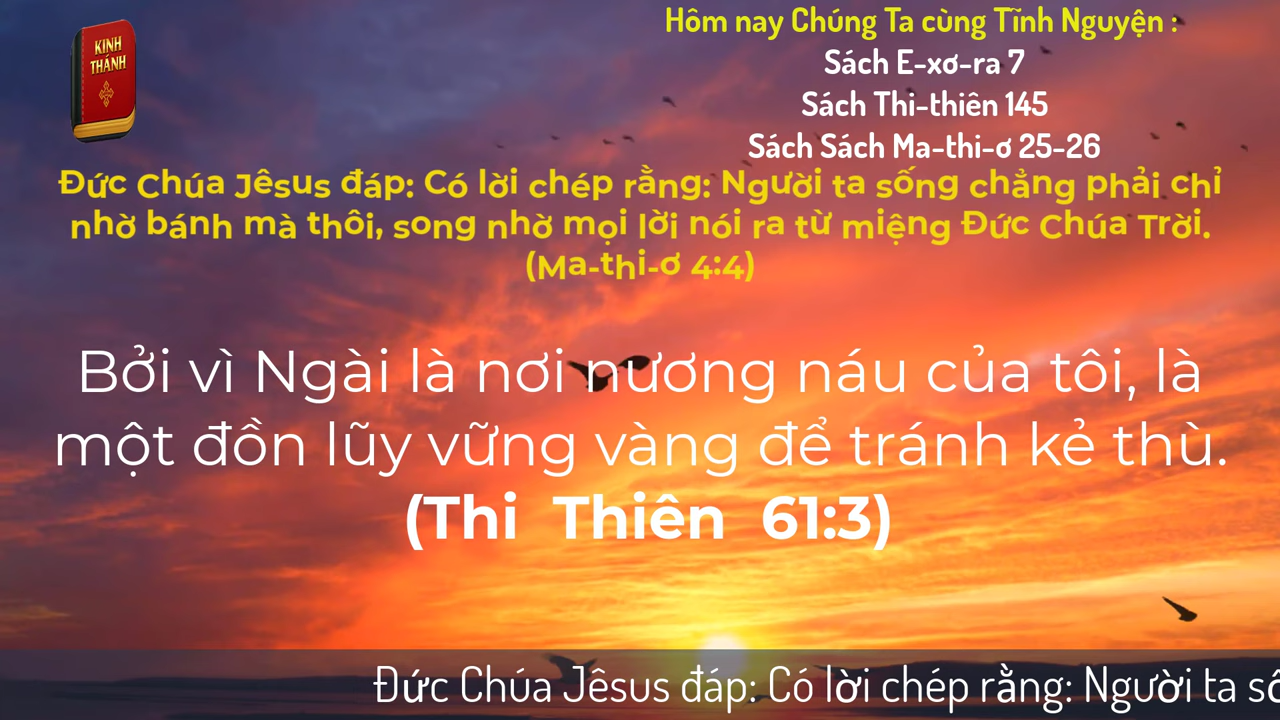 KINH
THÁNH
Hôm nay Chúng Ta cùng Tĩnh Nguyện :
Sách E-xơ-ra 7
Sách Thi-thiên 145
Sách Sách Ma-thi-ơ 25-26
Đức Chúa Jêsus đáp: Có lời chép rằng: Người ta sống chẳng phải chỉ
nhờ bánh mà thôi, song nhờ mọi lời nói ra từ miệng Đức Chúa Trời.
(Ma-thi-ơ 4:4)
Bởi vì Ngài là nơi nương náu của tôi, là
một đồn lũy vững vàng để tránh kẻ thù.
(Thi Thiên 61:3)
Đức Chúa Jêsus đáp: Có lời chép rằng: Người ta